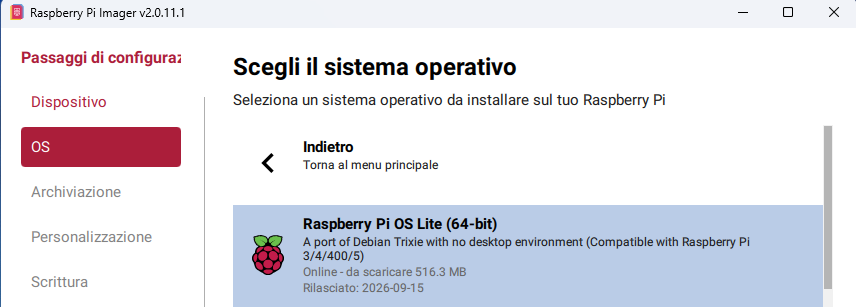 Raspberry Pi Imager v2.0.11.1
Passaggi di configuraz
Dispositivo
OS
Archiviazione
Personalizzazione
Scrittura
Scegli il sistema operativo
Seleziona un sistema operativo da installare sul tuo Raspberry Pi
Indietro
Torna al menu principale
Raspberry Pi OS Lite (64-bit)
A port of Debian Trixie with no desktop environment (Compatible with Raspberry Pi
3/4/400/5)
Online - da scaricare 516.3 MB
Rilasciato: 2026-09-15